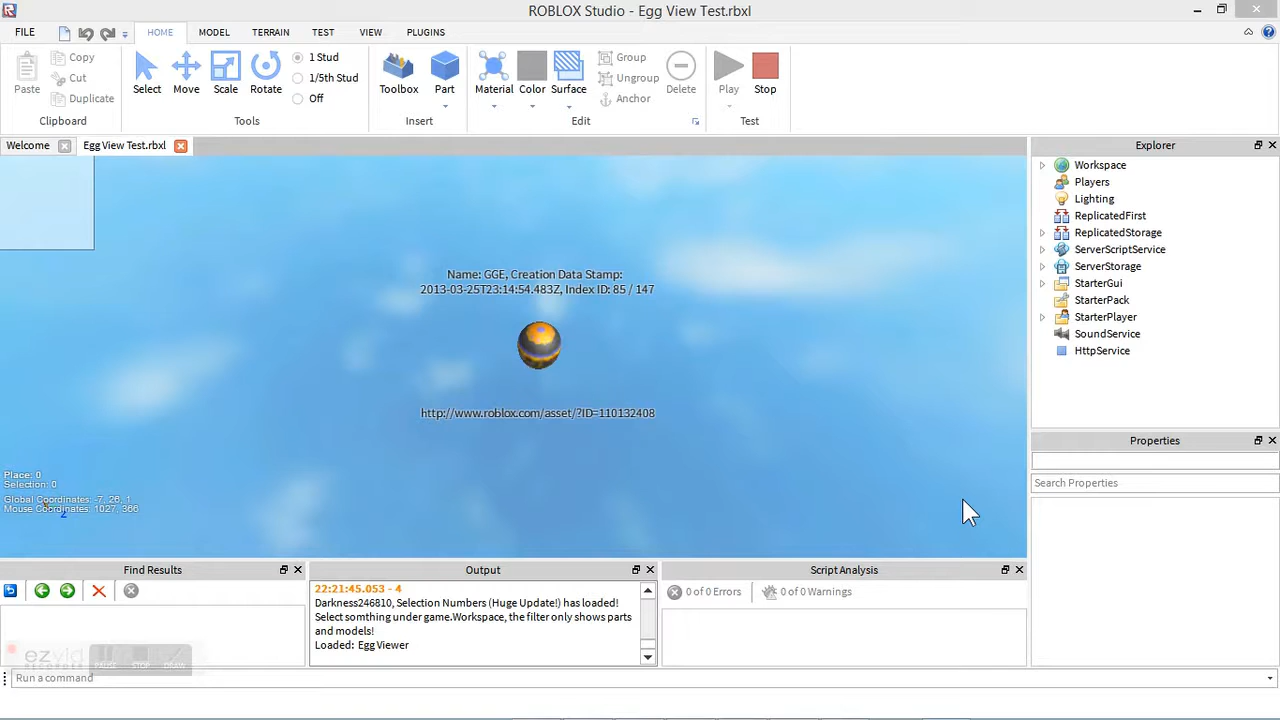 ROBLOX Studio - Egg View Test.rbxl
FILE
HOME
MODEL
TERRAIN
TEST
VIEW
PLUGINS
Paste
Copy
Cut
Duplicate
Clipboard
Select
Move
Scale
Rotate
1 Stud
1/5th Stud
Off
Tools
Toolbox
Part
Insert
Material
Color
Surface
Group
Ungroup
Anchor
Delete
Edit
Play
Stop
Test
Welcome
Egg View Test.rbxl
Name: GGE, Creation Data Stamp:
2013-03-25T23:14:54.483Z, Index ID: 85 / 147
http://www.roblox.com/asset/?ID=110132408
Place: 0
Selection: 0
Global Coordinates: -7, 26, 1
Mouse Coordinates: 1027, 366
Z
Explorer
Workspace
Players
Lighting
ReplicatedFirst
ReplicatedStorage
ServerScriptService
ServerStorage
StarterGui
StarterPack
StarterPlayer
SoundService
HttpService
Properties
Search Properties
Find Results
Output
22:21:45.053 - 4
Darkness246810, Selection Numbers (Huge Update!) has loaded!
Select somthing under game.Workspace, the filter only shows parts
and models!
Loaded: Egg Viewer
Script Analysis
0 of 0 Errors
0 of 0 Warnings
ezvid
RECORDER
PAUSE
STOP
DRAW
Run a command